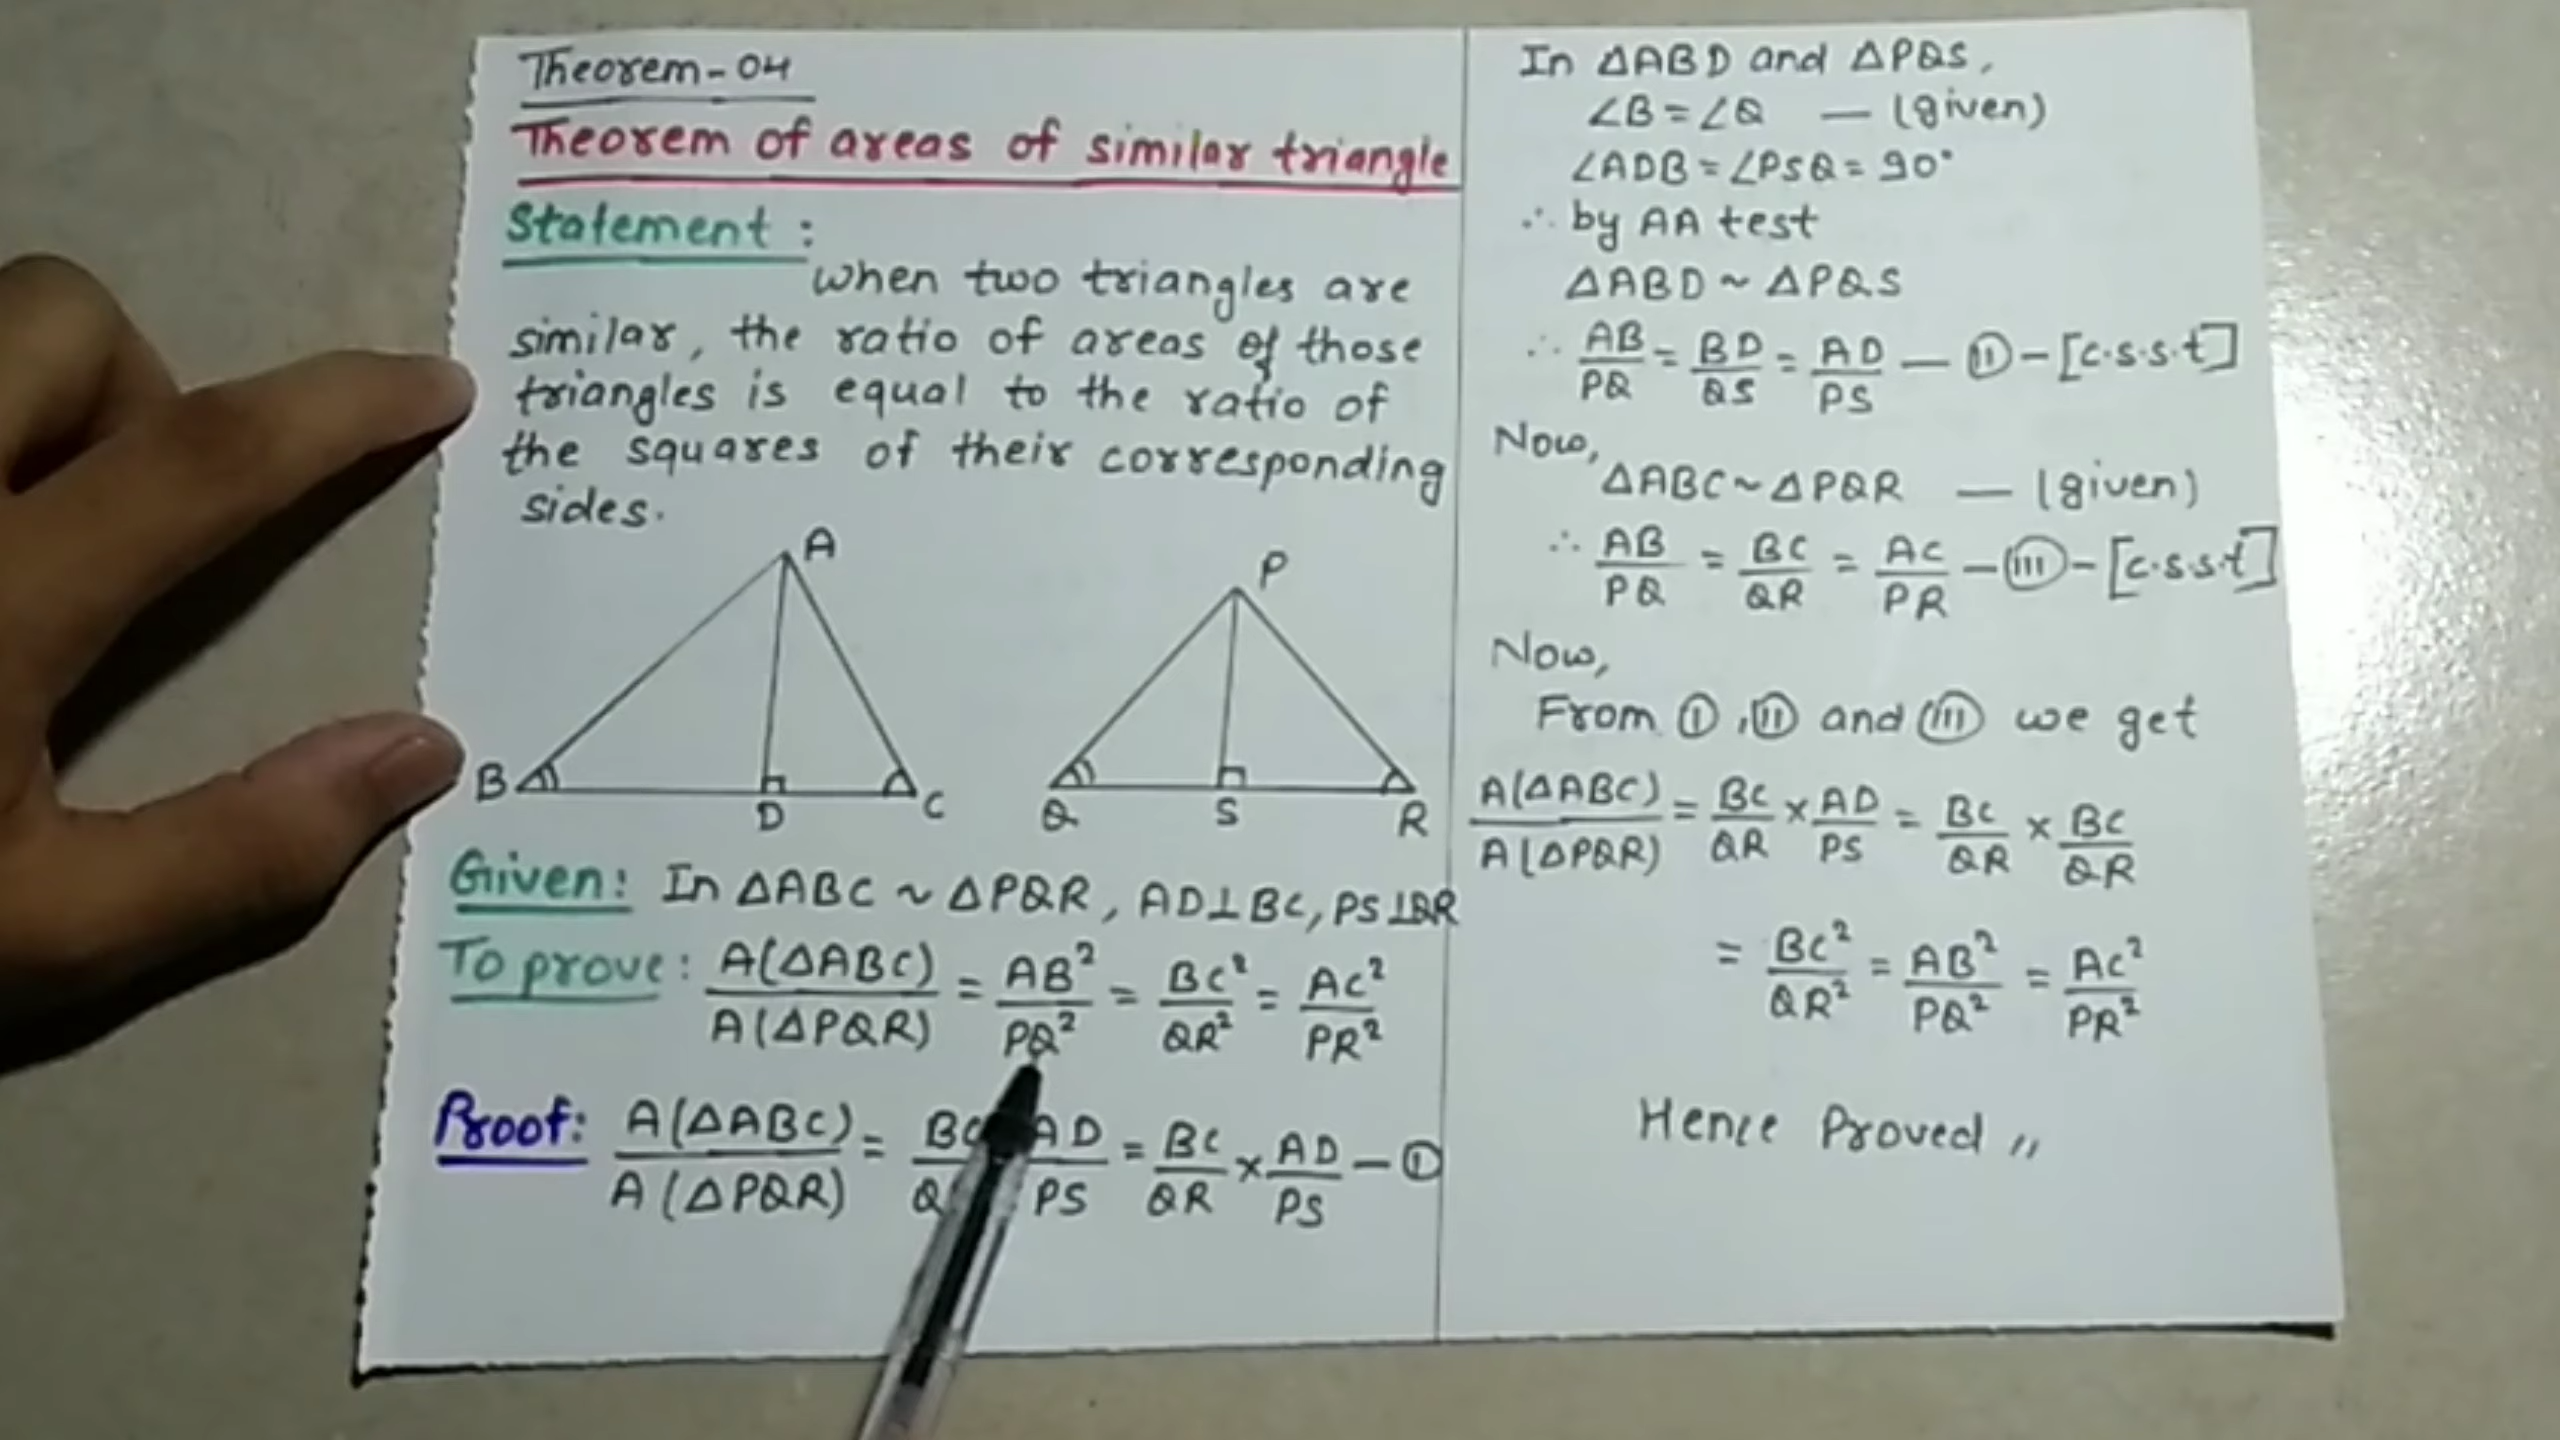 Theorem-04
Theorem of areas of similar triangle
Statement:
When two triangles are
similar, the ratio of areas of those
triangles is equal to the ratio of
the squares of their corresponding
sides.
A
B D C
P
Q S R
Given: In ΔABC ~ ΔPQR, AD⊥BC, PS⊥QR
To prove: A(ΔABC)/A(ΔPQR) = AB²/PQ² = BC²/QR² = AC²/PR²
Proof: A(ΔABC)/A(ΔPQR) = BC AD/Q PS = BC/QR × AD/PS — Ⓘ
In ΔABD and ΔPQS,
∠B = ∠Q — (given)
∠ADB = ∠PSQ = 90°
∴ by AA test
ΔABD ~ ΔPQS
∴ AB/PQ = BD/QS = AD/PS — (II) - [c.s.s.t]
Now,
ΔABC ~ ΔPQR — (given)
∴ AB/PQ = BC/QR = AC/PR — (III) - [c.s.s.t]
Now,
From (I), (II) and (III) we get
A(ΔABC)/A(ΔPQR) = BC/QR × AD/PS = BC/QR × BC/QR
= BC²/QR² = AB²/PQ² = AC²/PR²
Hence Proved,,